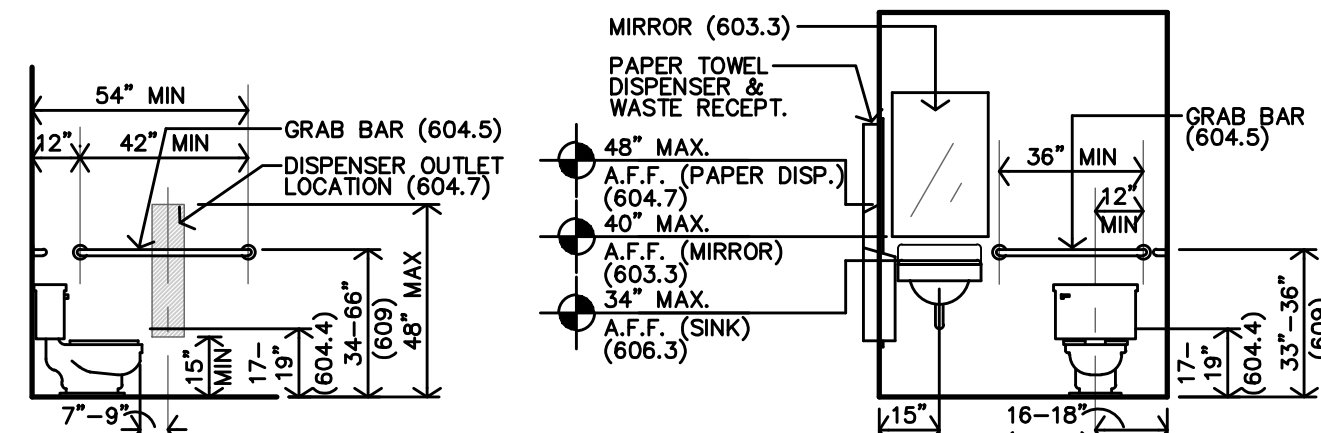 54" MIN
12"
42" MIN
GRAB BAR (604.5)
DISPENSER OUTLET
LOCATION (604.7)
15"
MIN
17-
19"
(604.4)
34-66"
(609)
48" MAX
7"-9"
MIRROR (603.3)
PAPER TOWEL
DISPENSER &
WASTE RECEPT.
48" MAX.
A.F.F. (PAPER DISP.)
(604.7)
40" MAX.
A.F.F. (MIRROR)
(603.3)
34" MAX.
A.F.F. (SINK)
(606.3)
GRAB BAR
(604.5)
36" MIN
12"
MIN
17-
19"
(604.4)
33"-36"
(609)
15"
16-18"